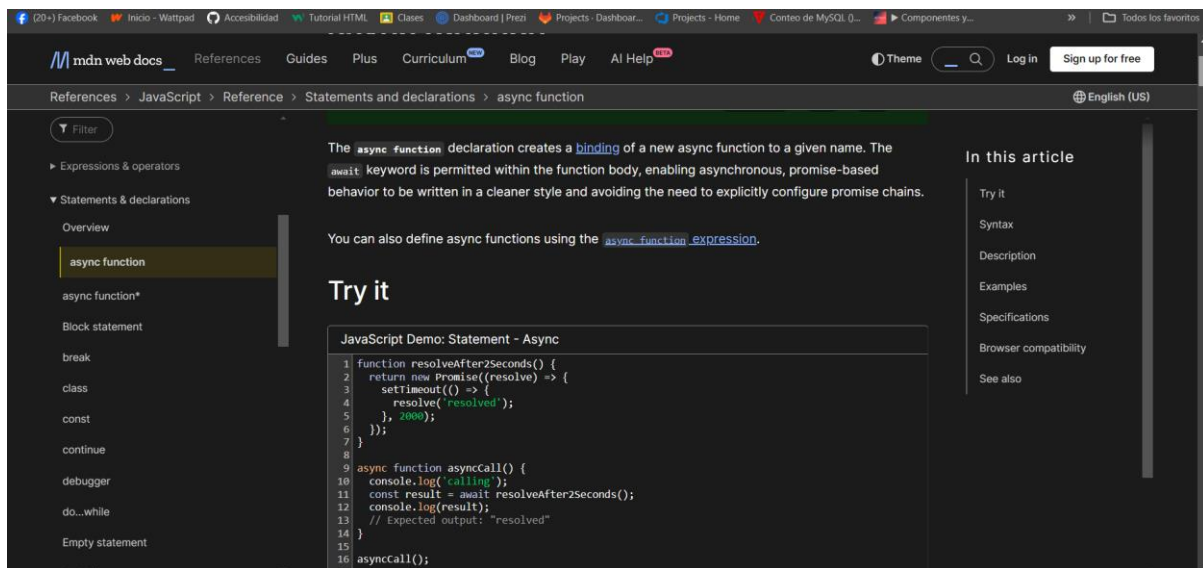 (20+) Facebook Inicio - Wattpad Accesibilidad Tutorial HTML Clases Dashboard | Prezi Projects · Dashboar... Projects - Home Conteo de MySQL ()... ▶ Componentes y... » Todos los favoritos
mdn web docs_ References Guides Plus Curriculum NEW Blog Play AI Help BETA Theme Log in Sign up for free
References > JavaScript > Reference > Statements and declarations > async function English (US)
Filter
▶ Expressions & operators
▼ Statements & declarations
Overview
async function
async function*
Block statement
break
class
const
continue
debugger
do...while
Empty statement
The async function declaration creates a binding of a new async function to a given name. The
await keyword is permitted within the function body, enabling asynchronous, promise-based
behavior to be written in a cleaner style and avoiding the need to explicitly configure promise chains.
You can also define async functions using the async function expression.
Try it
JavaScript Demo: Statement - Async
1 function resolveAfter2Seconds() {
2   return new Promise((resolve) => {
3     setTimeout(() => {
4       resolve('resolved');
5     }, 2000);
6   });
7 }
8
9 async function asyncCall() {
10   console.log('calling');
11   const result = await resolveAfter2Seconds();
12   console.log(result);
13   // Expected output: "resolved"
14 }
15
16 asyncCall();
In this article
Try it
Syntax
Description
Examples
Specifications
Browser compatibility
See also